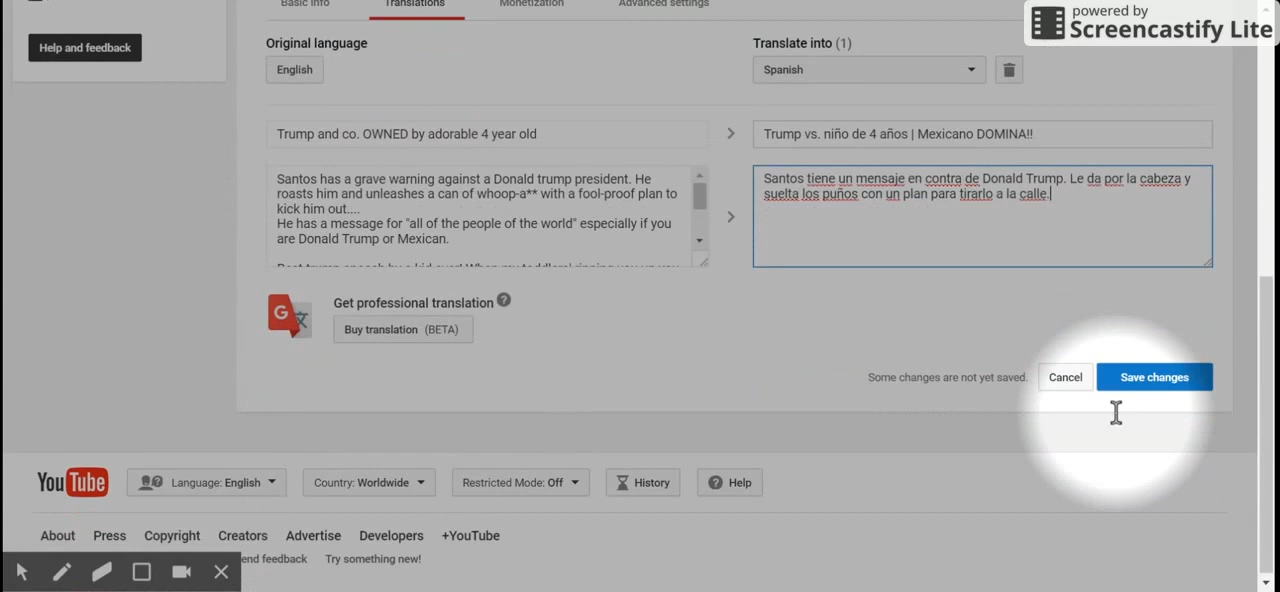 Basic info
Translations
Monetization
Advanced settings
powered by
Screencastify Lite
Help and feedback
Original language
English
Translate into (1)
Spanish
Trump and co. OWNED by adorable 4 year old
Trump vs. niño de 4 años | Mexicano DOMINA!!
Santos has a grave warning against a Donald trump president. He
roasts him and unleashes a can of whoop-a** with a fool-proof plan to
kick him out....
He has a message for "all of the people of the world" especially if you
are Donald Trump or Mexican.
Santos tiene un mensaje en contra de Donald Trump. Le da por la cabeza y
suelta los puños con un plan para tirarlo a la calle.
G
Get professional translation ?
Buy translation (BETA)
Some changes are not yet saved.
Cancel
Save changes
YouTube
Language: English
Country: Worldwide
Restricted Mode: Off
History
? Help
About
Press
Copyright
Creators
Advertise
Developers
+YouTube
end feedback
Try something new!